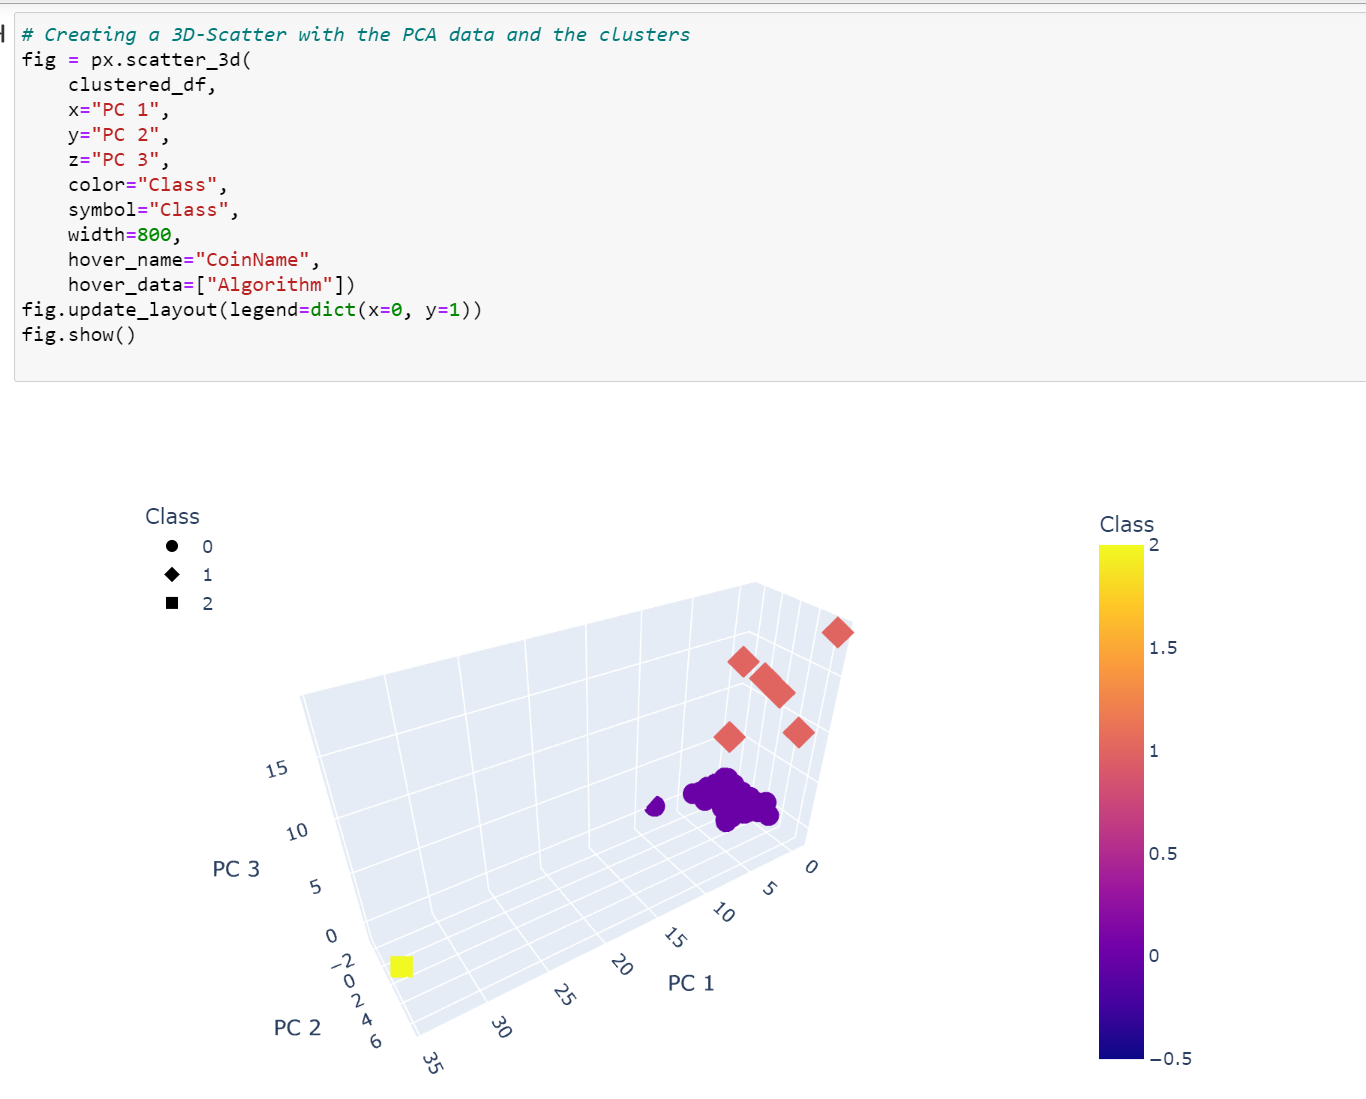 # Creating a 3D-Scatter with the PCA data and the clusters
fig = px.scatter_3d(
    clustered_df,
    x="PC 1",
    y="PC 2",
    z="PC 3",
    color="Class",
    symbol="Class",
    width=800,
    hover_name="CoinName",
    hover_data=["Algorithm"])
fig.update_layout(legend=dict(x=0, y=1))
fig.show()
Class
0
1
2
15
10
5
0
PC 3
−2
0
2
4
6
PC 2
0
5
10
15
20
25
30
35
PC 1
Class
2
1.5
1
0.5
0
−0.5